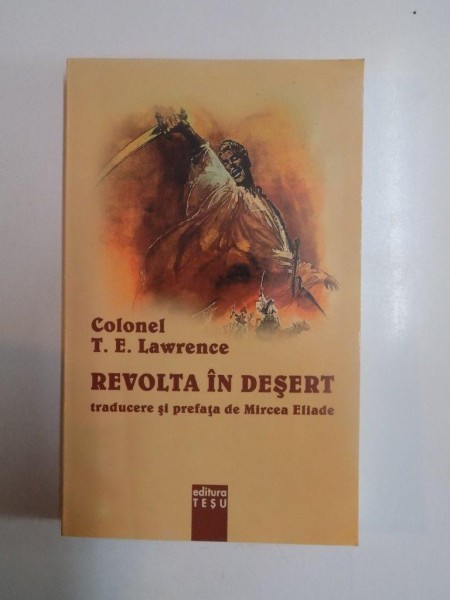 Colonel
T. E. Lawrence
REVOLTA ÎN DEŞERT
traducere şi prefaţa de Mircea Eliade
editura
TEŞU